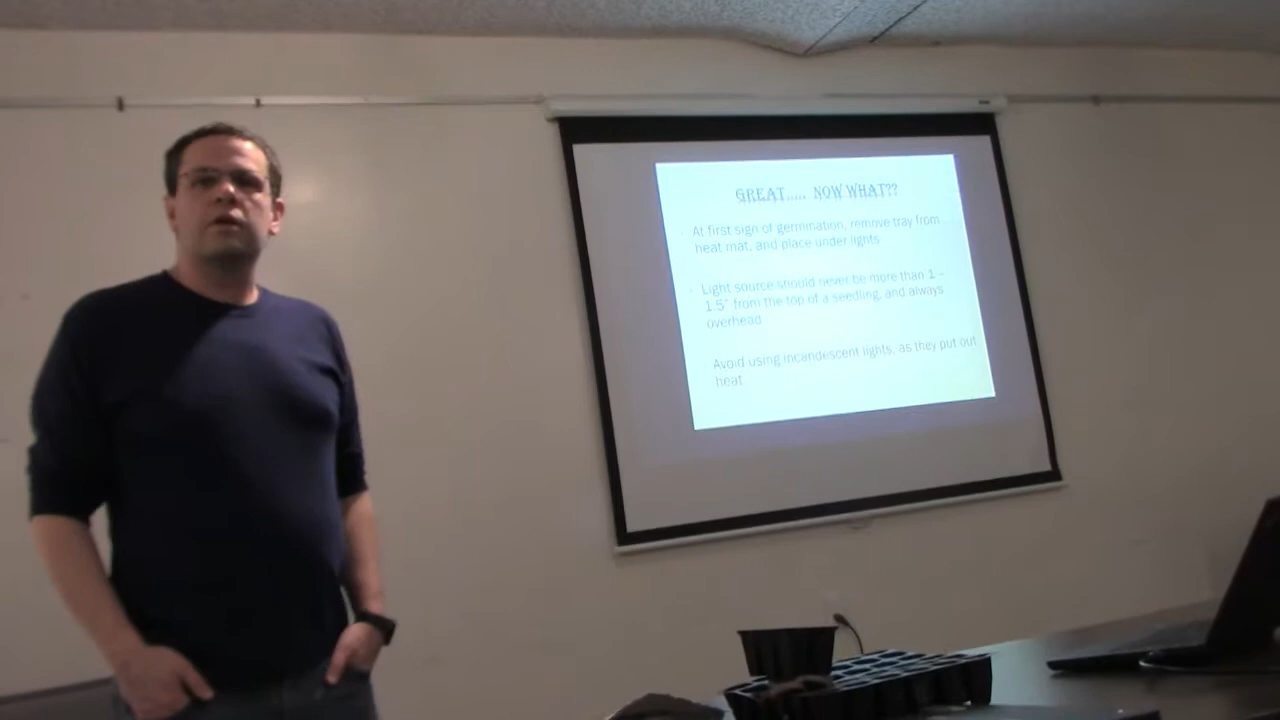 GREAT..... NOW WHAT??
At first sign of germination, remove tray from
heat mat, and place under lights
Light source should never be more than 1 –
1.5" from the top of a seedling, and always
overhead
Avoid using incandescent lights, as they put out
heat